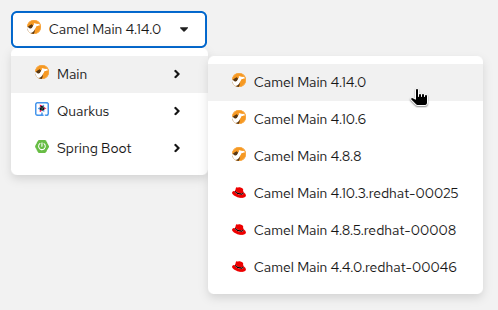 Camel Main 4.14.0
Main
Quarkus
Spring Boot
Camel Main 4.14.0
Camel Main 4.10.6
Camel Main 4.8.8
Camel Main 4.10.3.redhat-00025
Camel Main 4.8.5.redhat-00008
Camel Main 4.4.0.redhat-00046